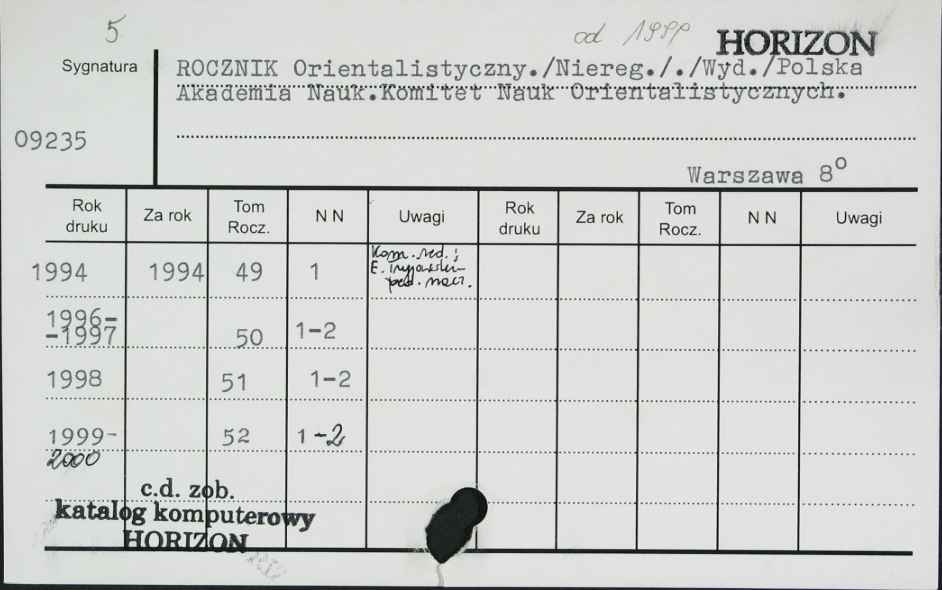 5
od 1999 HORIZON
Sygnatura
ROCZNIK Orientalistyczny./Niereg./. /Wyd./Polska
Akademia Nauk.Komitet Nauk Orientalistycznych.
09235
Warszawa 8°
Rok druku Za rok Tom Rocz. N N Uwagi Rok druku Za rok Tom Rocz. N N Uwagi
1994 1994 49 1 Kom. red.;
E.
red. nacz.
1996-
-1997 50 1-2
1998 51 1-2
1999- 52 1-2
2000
c.d. zob.
katalog komputerowy
HORIZON